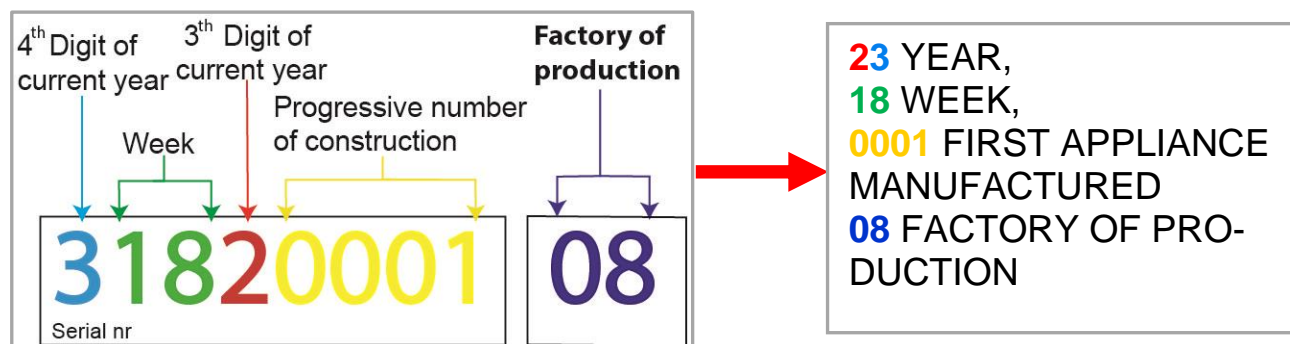 4th Digit of
current year
3th Digit of
current year
Factory of
production
Week
Progressive number
of construction
31820001
08
Serial nr
23 YEAR,
18 WEEK,
0001 FIRST APPLIANCE
MANUFACTURED
08 FACTORY OF PRO-
DUCTION